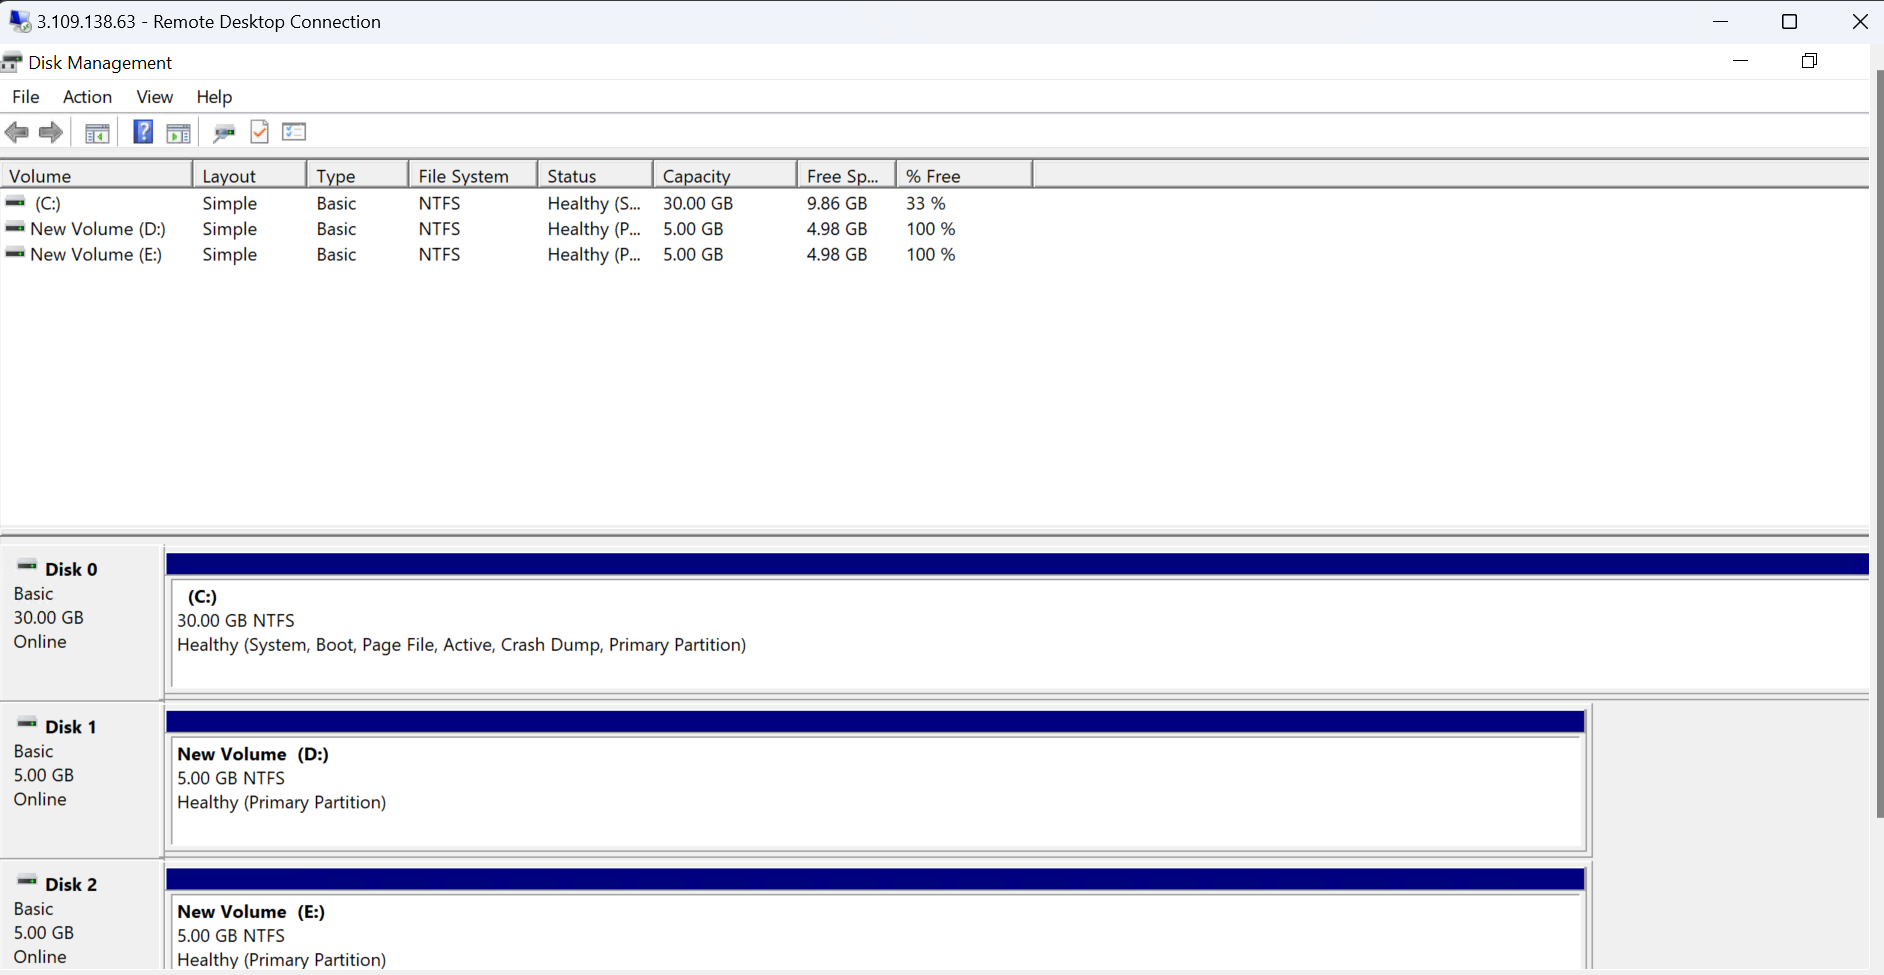 3.109.138.63 - Remote Desktop Connection
Disk Management
File Action View Help
Volume Layout Type File System Status Capacity Free Sp... % Free
(C:) Simple Basic NTFS Healthy (S... 30.00 GB 9.86 GB 33 %
New Volume (D:) Simple Basic NTFS Healthy (P... 5.00 GB 4.98 GB 100 %
New Volume (E:) Simple Basic NTFS Healthy (P... 5.00 GB 4.98 GB 100 %
Disk 0
Basic
30.00 GB
Online
(C:)
30.00 GB NTFS
Healthy (System, Boot, Page File, Active, Crash Dump, Primary Partition)
Disk 1
Basic
5.00 GB
Online
New Volume (D:)
5.00 GB NTFS
Healthy (Primary Partition)
Disk 2
Basic
5.00 GB
Online
New Volume (E:)
5.00 GB NTFS
Healthy (Primary Partition)